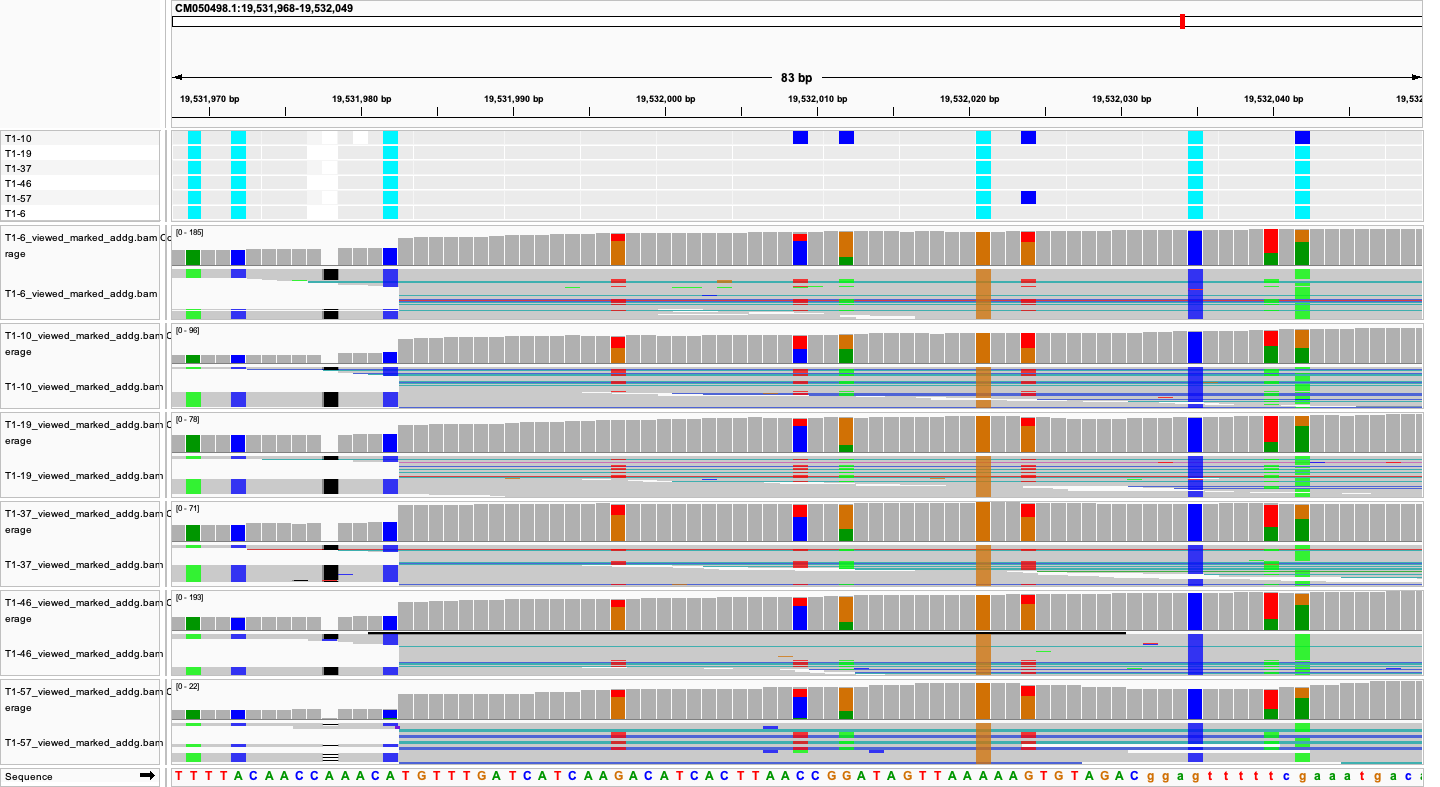 CM050498.1:19,531,968-19,532,049
83 bp
19,531,970 bp 19,531,980 bp 19,531,990 bp 19,532,000 bp 19,532,010 bp 19,532,020 bp 19,532,030 bp 19,532,040 bp 19,532
T1-10
T1-19
T1-37
T1-46
T1-57
T1-6
T1-6_viewed_marked_addg.bam Co
rage
[0 - 185]
T1-6_viewed_marked_addg.bam
T1-10_viewed_marked_addg.bam C
erage
[0 - 96]
T1-10_viewed_marked_addg.bam
T1-19_viewed_marked_addg.bam C
erage
[0 - 78]
T1-19_viewed_marked_addg.bam
T1-37_viewed_marked_addg.bam C
erage
[0 - 71]
T1-37_viewed_marked_addg.bam
T1-46_viewed_marked_addg.bam C
erage
[0 - 193]
T1-46_viewed_marked_addg.bam
T1-57_viewed_marked_addg.bam C
erage
[0 - 22]
T1-57_viewed_marked_addg.bam
Sequence T T T T A C A A C C A A A C A T G T T T G A T C A T C A A G A C A T C A C T T A A C C G G A T A G T T A A A A A G T G T A G A C g g a g t t t t t c g a a a t g a c